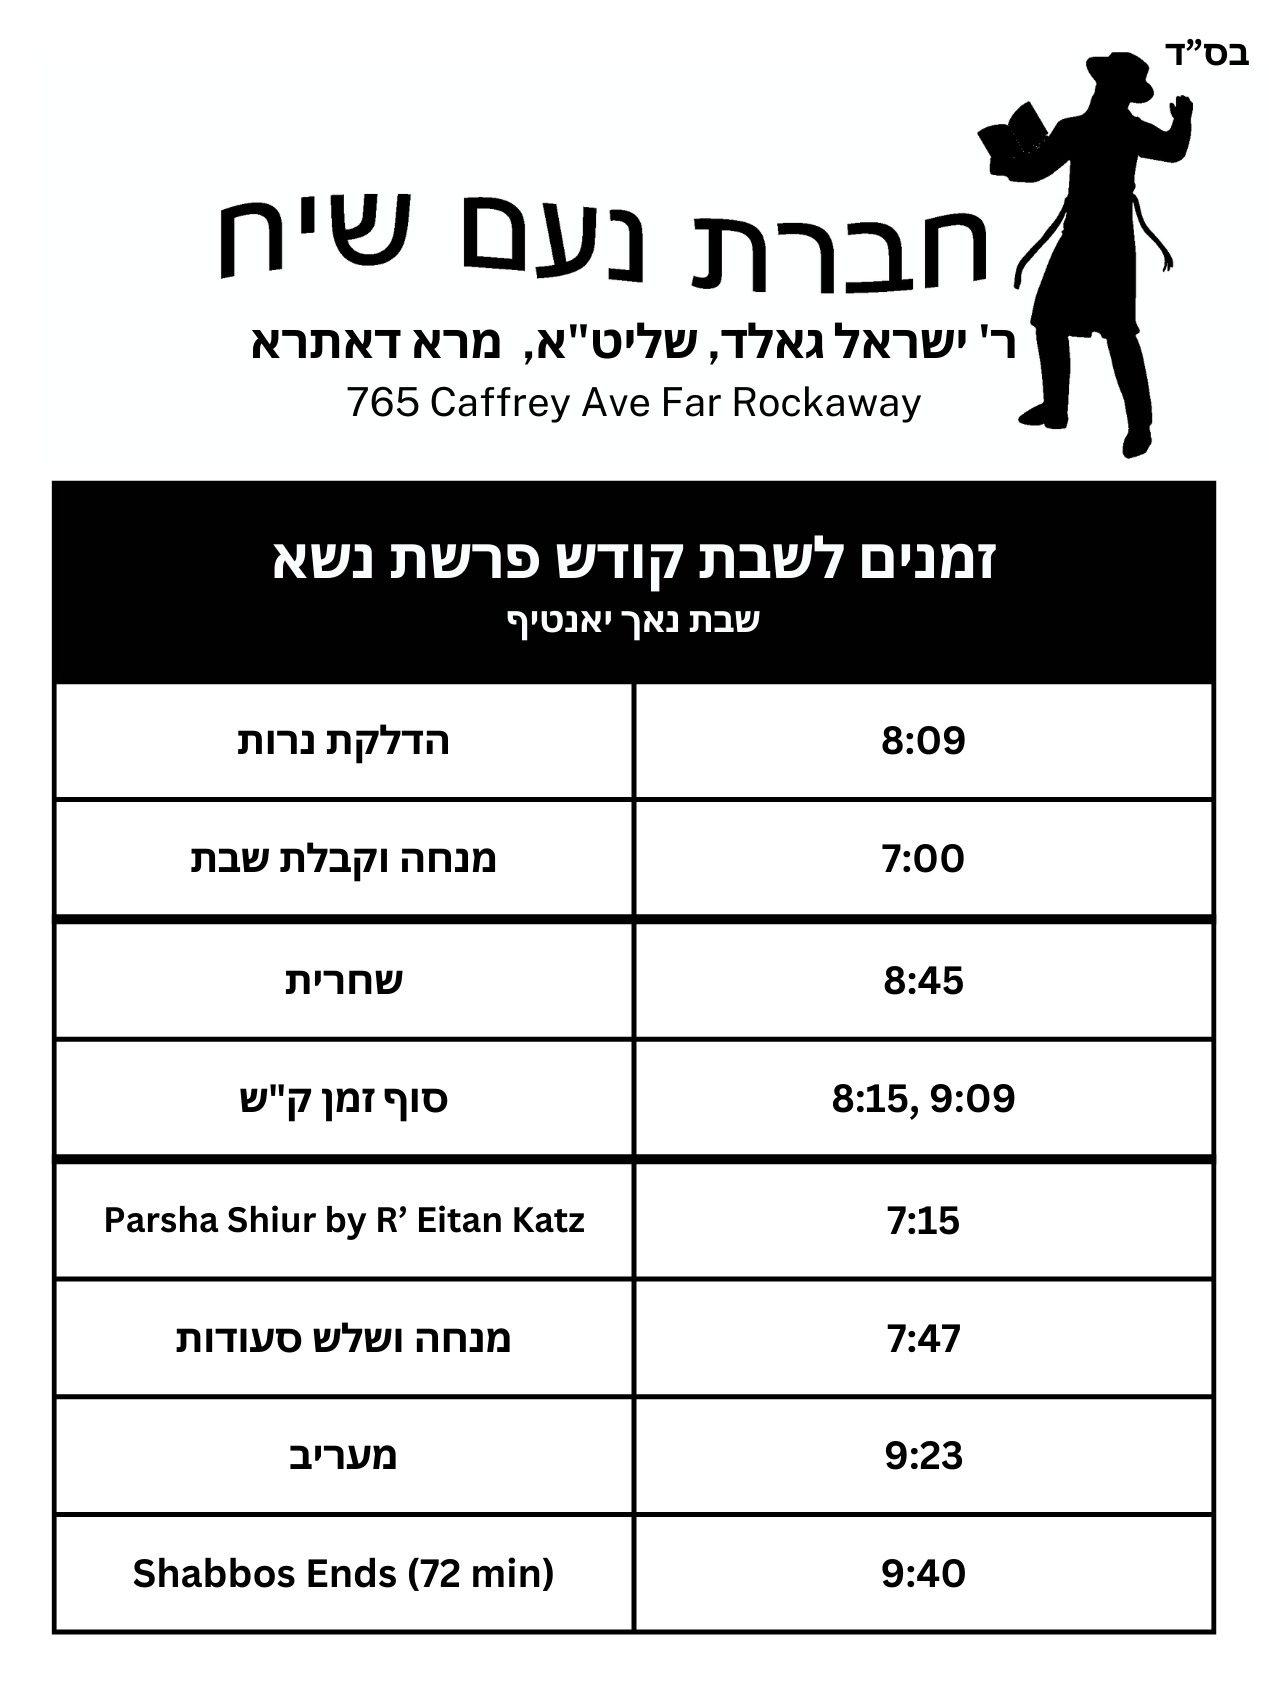 בס”ד
חברת נעם שיח
ר' ישראל גאלד, שליט"א, מרא דאתרא
765 Caffrey Ave Far Rockaway
זמנים לשבת קודש פרשת נשא
שבת נאך יאנטיף
הדלקת נרות 8:09
מנחה וקבלת שבת 7:00
שחרית 8:45
סוף זמן ק"ש 8:15, 9:09
Parsha Shiur by R’ Eitan Katz 7:15
מנחה ושלש סעודות 7:47
מעריב 9:23
Shabbos Ends (72 min) 9:40